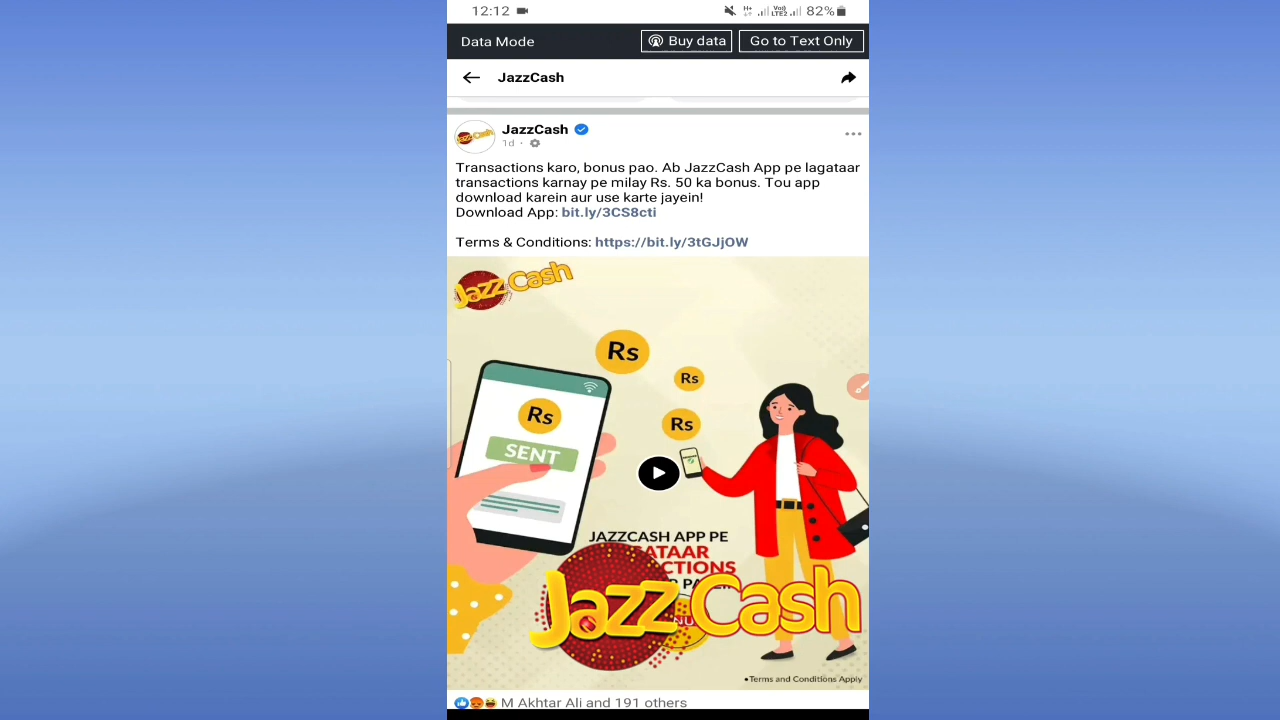 12:12 H+ Vo) LTE2 82%
Data Mode Buy data Go to Text Only
JazzCash
JazzCash
1d ·
Transactions karo, bonus pao. Ab JazzCash App pe lagataar
transactions karnay pe milay Rs. 50 ka bonus. Tou app
download karein aur use karte jayein!
Download App: bit.ly/3CS8cti
Terms & Conditions: https://bit.ly/3tGJjOW
JazzCash
Rs
Rs
Rs
Rs
SENT
JAZZCASH APP PE
JazzCash
•Terms and Conditions Apply
M Akhtar Ali and 191 others